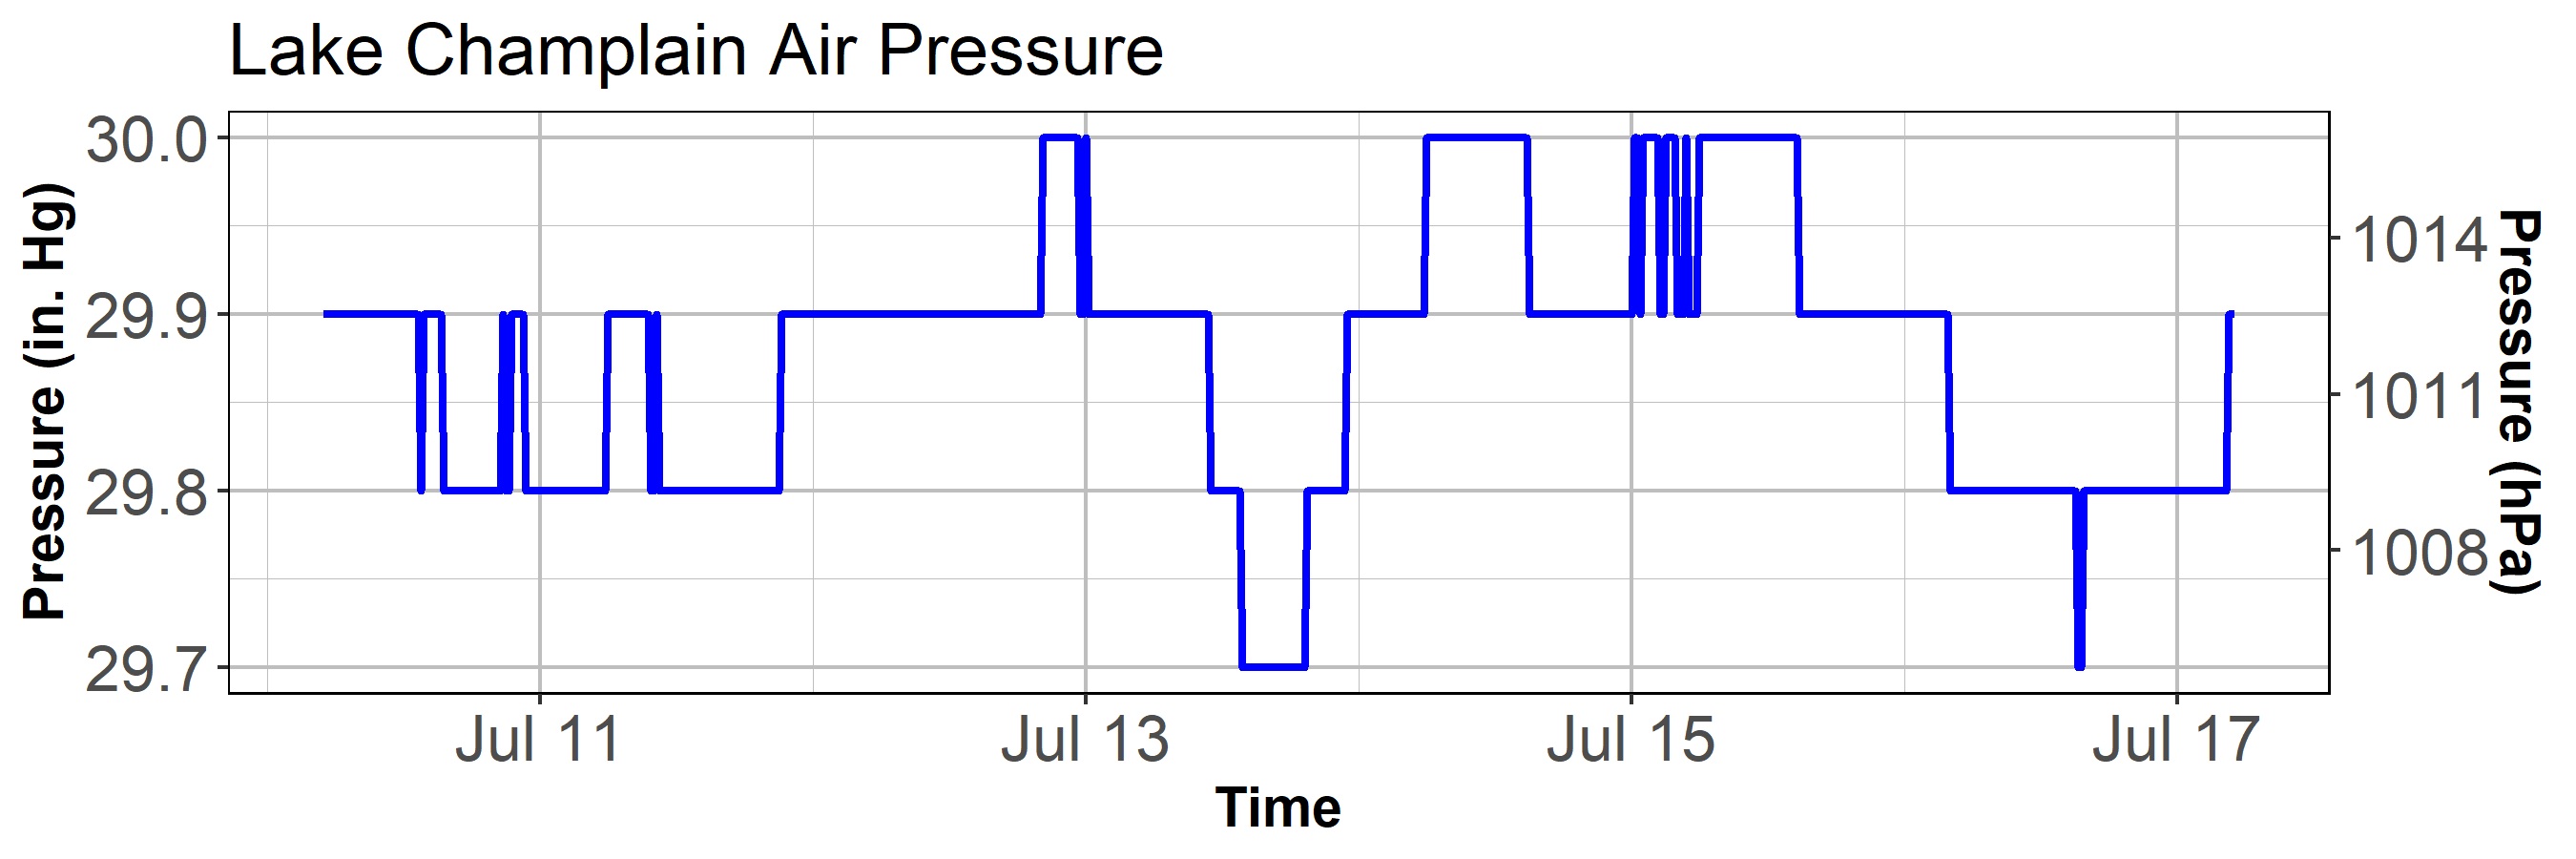 Lake Champlain Air Pressure
Pressure (in. Hg)
30.0
29.9
29.8
29.7
1014
1011
1008
Pressure (hPa)
Jul 11
Jul 13
Jul 15
Jul 17
Time